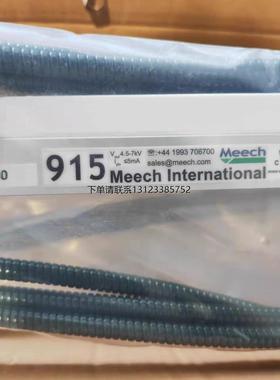 0
915
V 4.5-7kV
≤5mA
☎:+44 1993 706700
sales@meech.com
Meech
Meech International
下单请联系13123385752